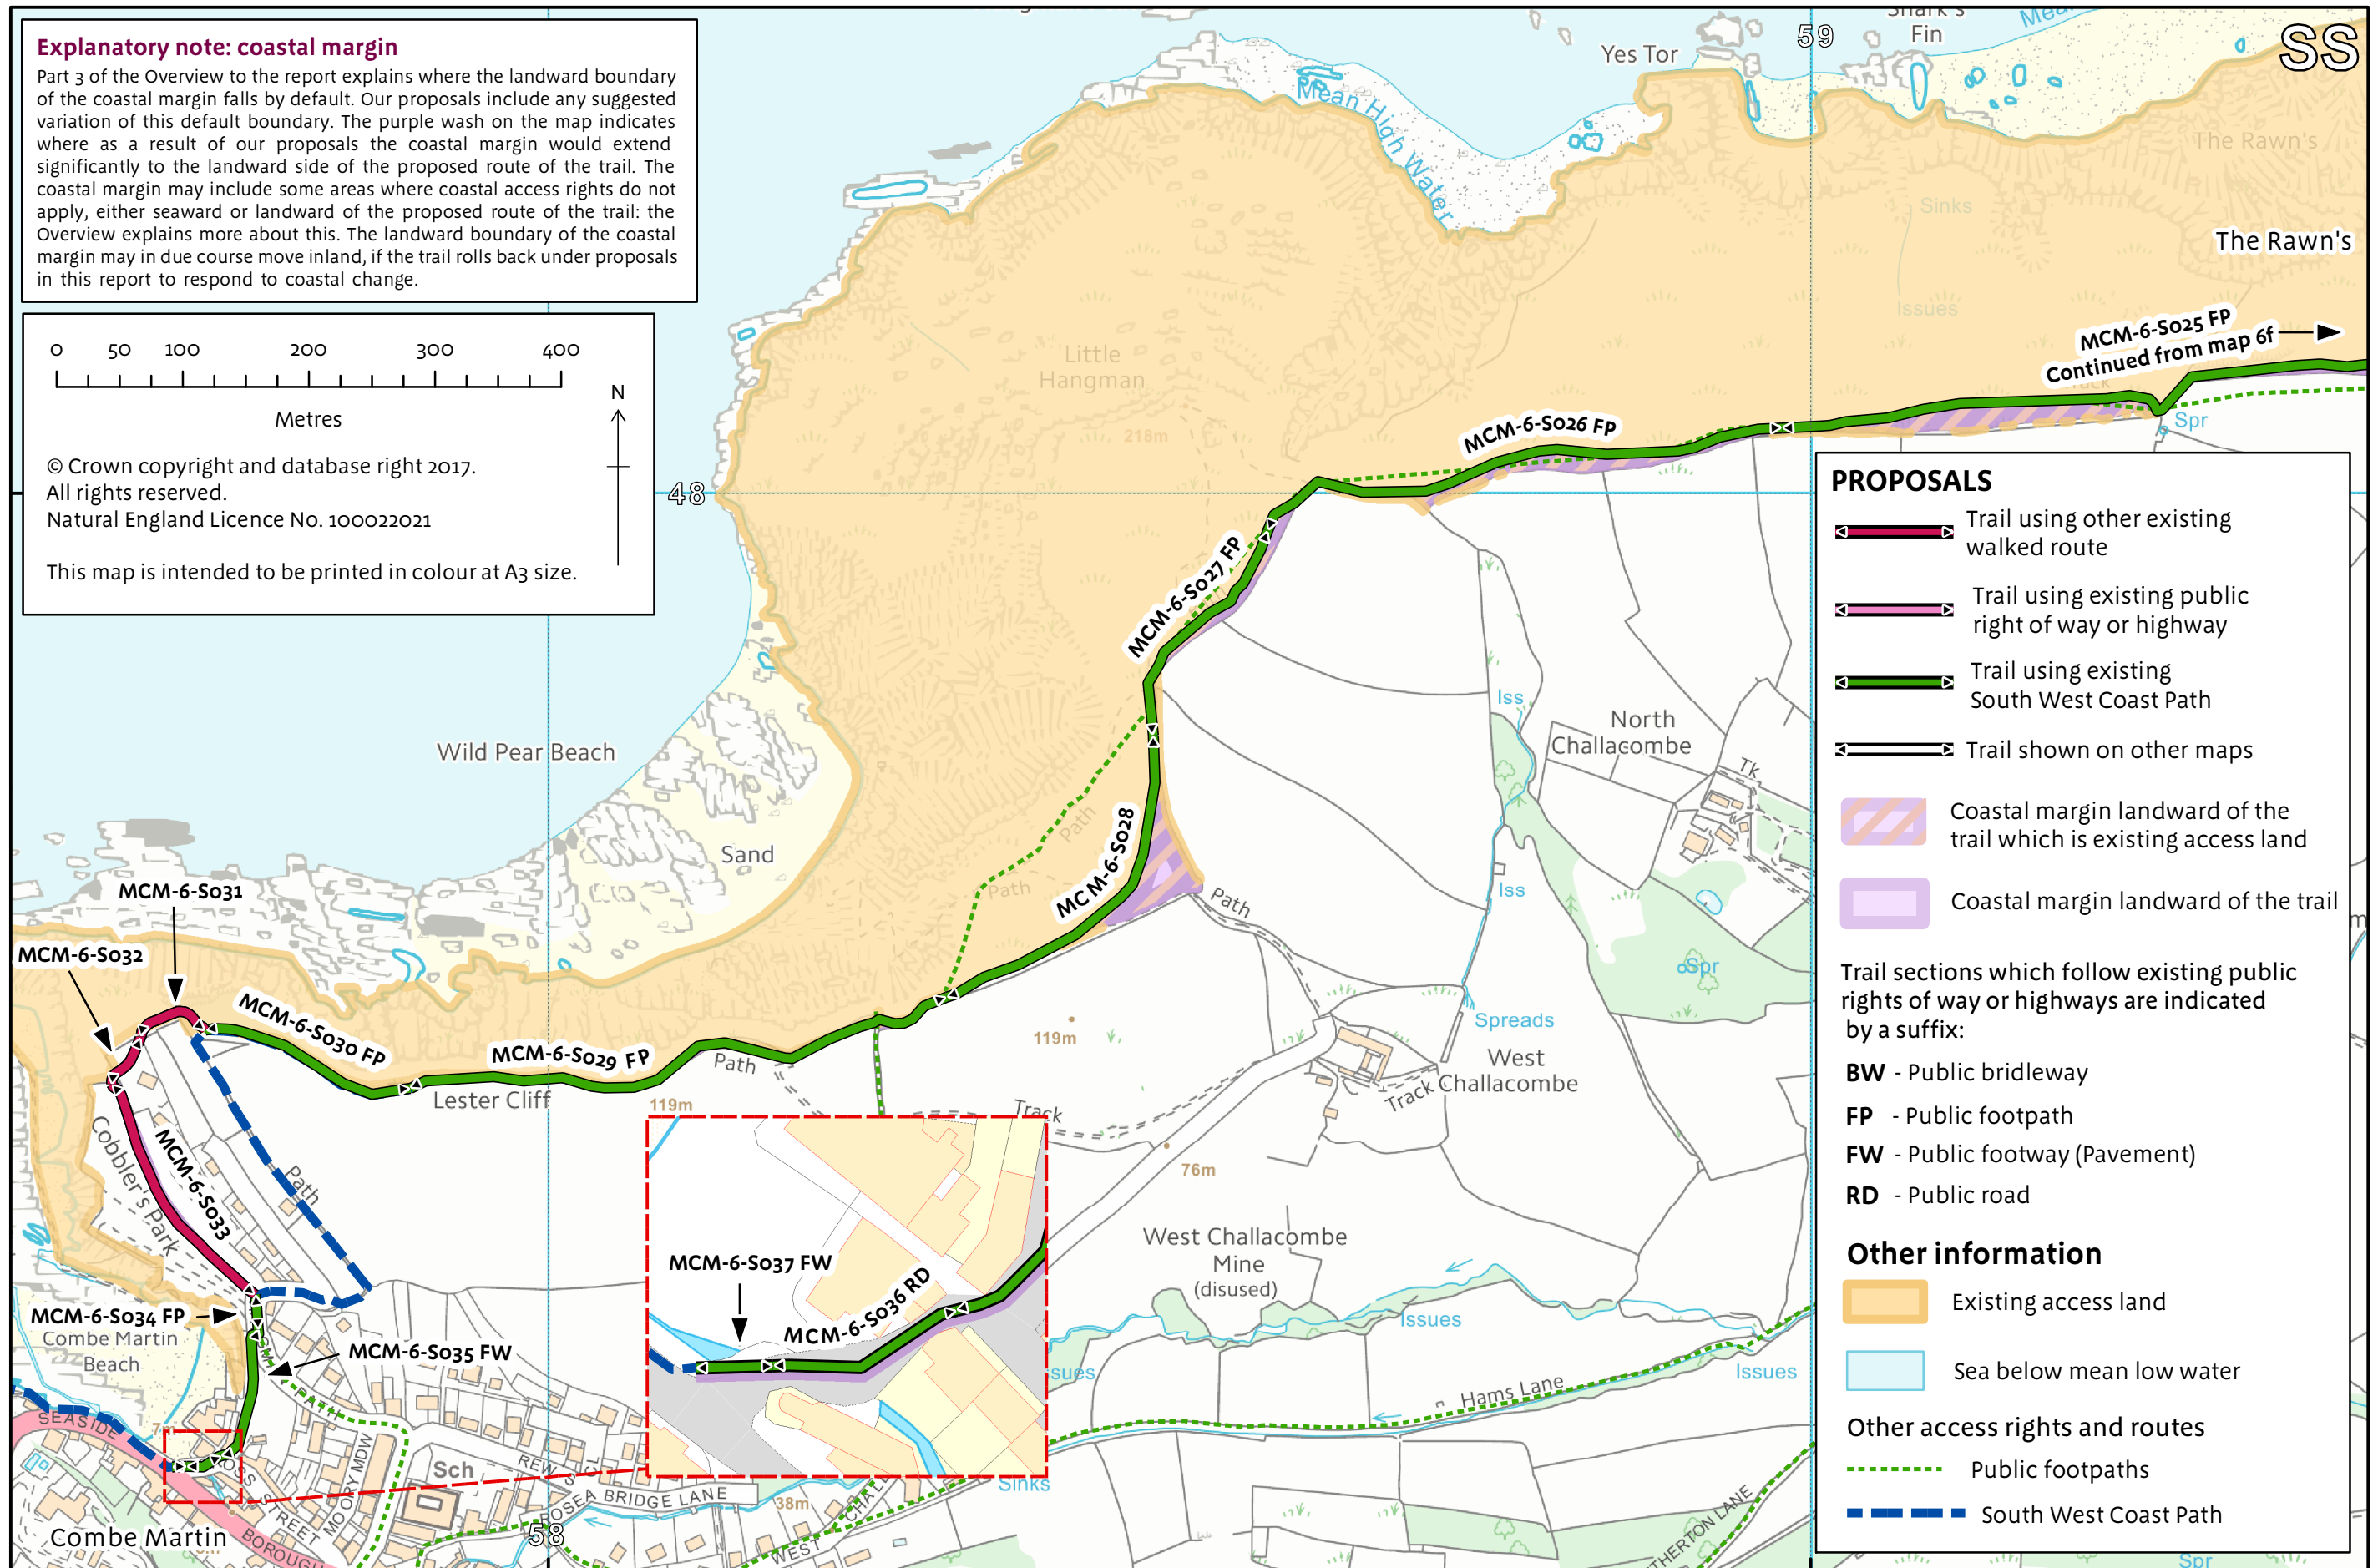 Explanatory note: coastal margin
Part 3 of the Overview to the report explains where the landward boundary
of the coastal margin falls by default. Our proposals include any suggested
variation of this default boundary. The purple wash on the map indicates
where as a result of our proposals the coastal margin would extend
significantly to the landward side of the proposed route of the trail. The
coastal margin may include some areas where coastal access rights do not
apply, either seaward or landward of the proposed route of the trail: the
Overview explains more about this. The landward boundary of the coastal
margin may in due course move inland, if the trail rolls back under proposals
in this report to respond to coastal change.
0 50 100 200 300 400
Metres
N
© Crown copyright and database right 2017.
All rights reserved.
Natural England Licence No. 100022021
This map is intended to be printed in colour at A3 size.
Yes Tor
59
Fin
SS
Mean High Water
The Rawn's
Sinks
The Rawn's
Issues
MCM-6-S025 FP
Continued from map 6f
Track
Spr
Little
Hangman
218m
48
MCM-6-S026 FP
MCM-6-S027 FP
MCM-6-S028
Path
Path
Path
Wild Pear Beach
Sand
Iss
North
Challacombe
Tk
Iss
Spr
Spreads
West
Challacombe
Track
119m
MCM-6-S031
MCM-6-S032
MCM-6-S030 FP
MCM-6-S029 FP
Path
Lester Cliff
119m
Track
76m
Cobbler's Park
MCM-6-S033
Path
West Challacombe
Mine
(disused)
Issues
Issues
Hams Lane
MCM-6-S037 FW
MCM-6-S036 RD
sues
Sinks
MCM-6-S034 FP
Combe Martin
Beach
MCM-6-S035 FW
PATH
SEASIDE
STREET
MOORY MDW
Sch
REW'S CL
BOROUGH
38m
58
WEST
Combe Martin
PROPOSALS
Trail using other existing
walked route
Trail using existing public
right of way or highway
Trail using existing
South West Coast Path
Trail shown on other maps
Coastal margin landward of the
trail which is existing access land
Coastal margin landward of the trail
Trail sections which follow existing public
rights of way or highways are indicated
by a suffix:
BW - Public bridleway
FP - Public footpath
FW - Public footway (Pavement)
RD - Public road
Other information
Existing access land
Sea below mean low water
Other access rights and routes
Public footpaths
South West Coast Path
Spr